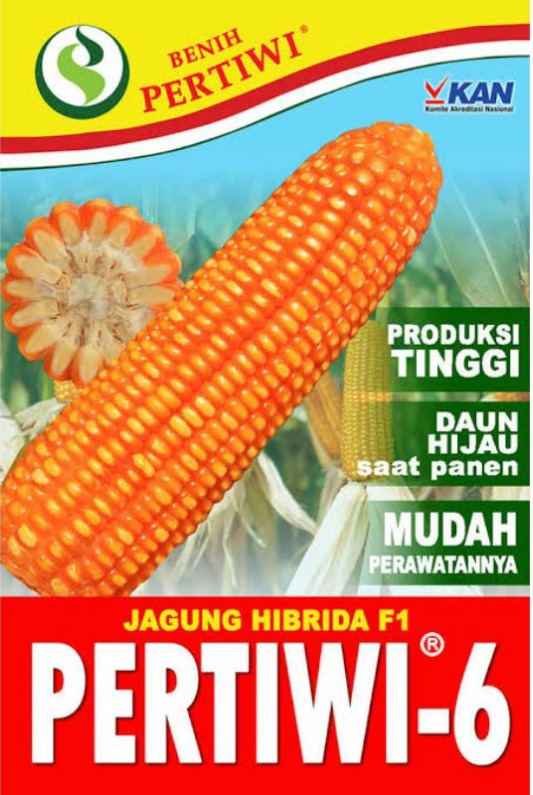 BENIH
PERTIWI®
KAN
Komite Akreditasi Nasional
PRODUKSI
TINGGI
DAUN
HIJAU
saat panen
MUDAH
PERAWATANNYA
JAGUNG HIBRIDA F1
PERTIWI®-6